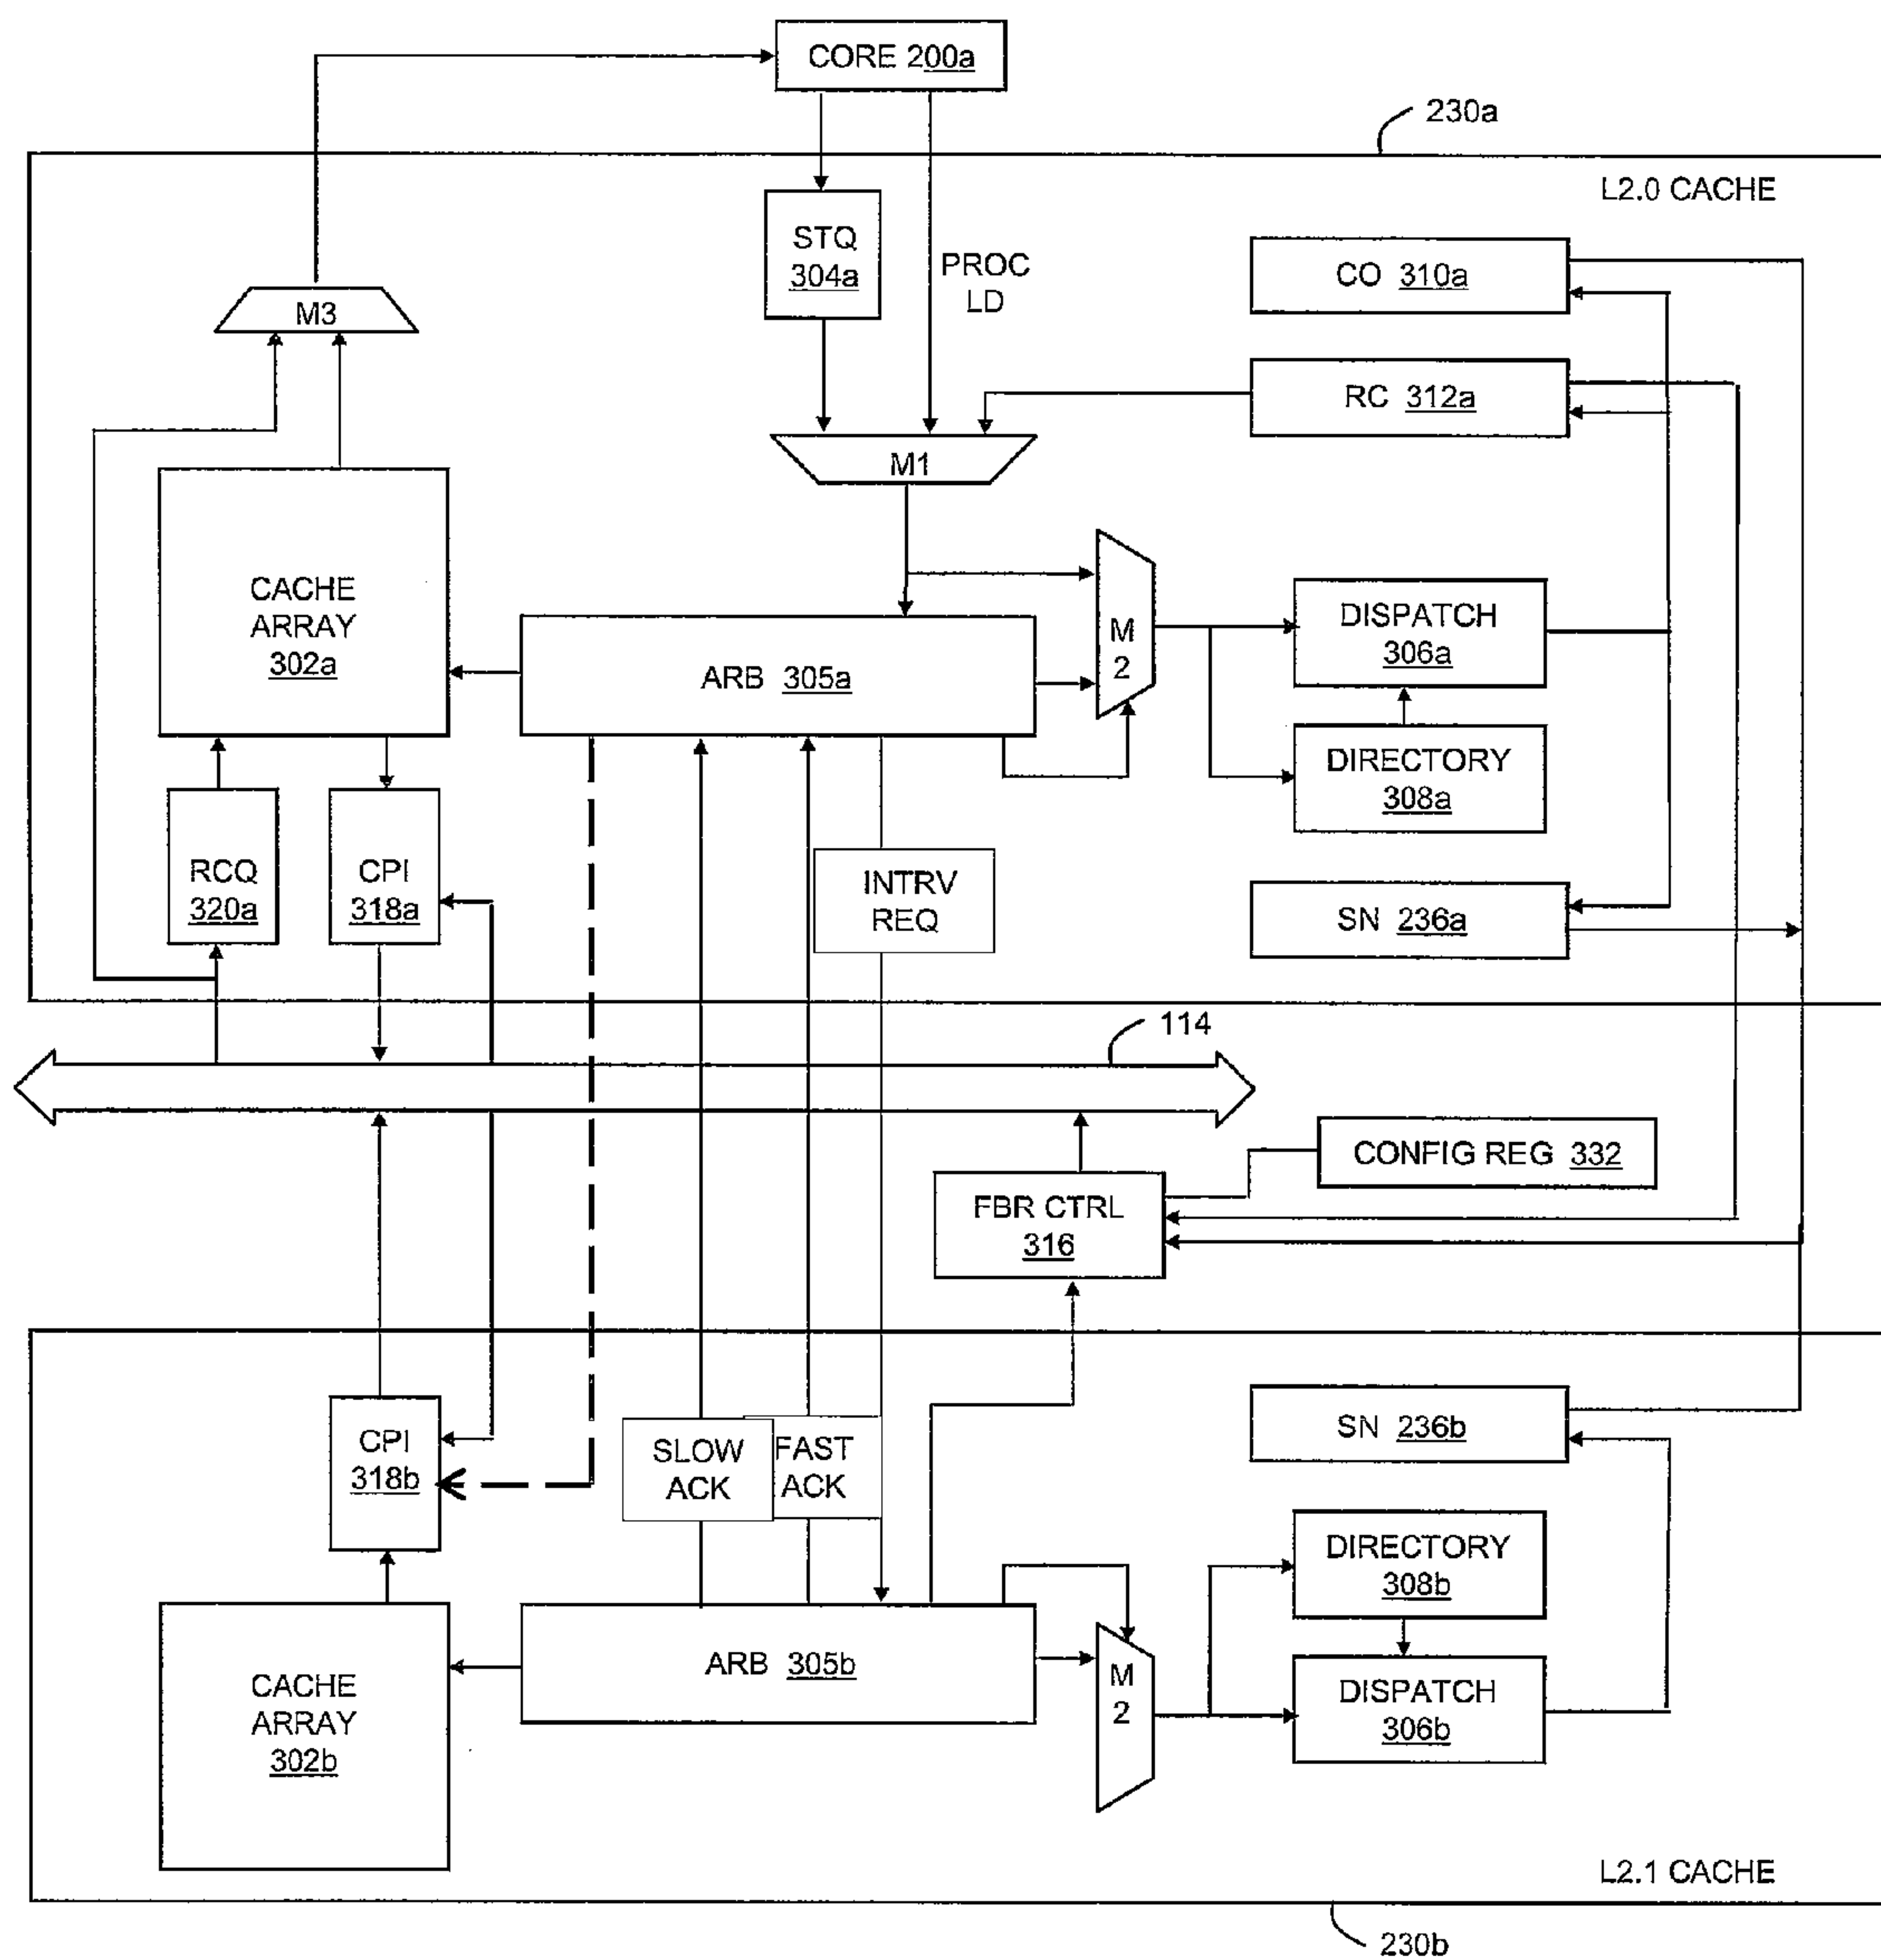 CORE 200a
230a
L2.0 CACHE
STQ
304a
PROC
LD
CO 310a
M3
RC 312a
M1
CACHE
ARRAY
302a
M
2
DISPATCH
306a
ARB 305a
DIRECTORY
308a
RCQ
320a
CPI
318a
INTRV
REQ
SN 236a
114
CONFIG REG 332
FBR CTRL
316
SN 236b
CPI
318b
SLOW
ACK
FAST
ACK
DIRECTORY
308b
ARB 305b
M
2
DISPATCH
306b
CACHE
ARRAY
302b
L2.1 CACHE
230b